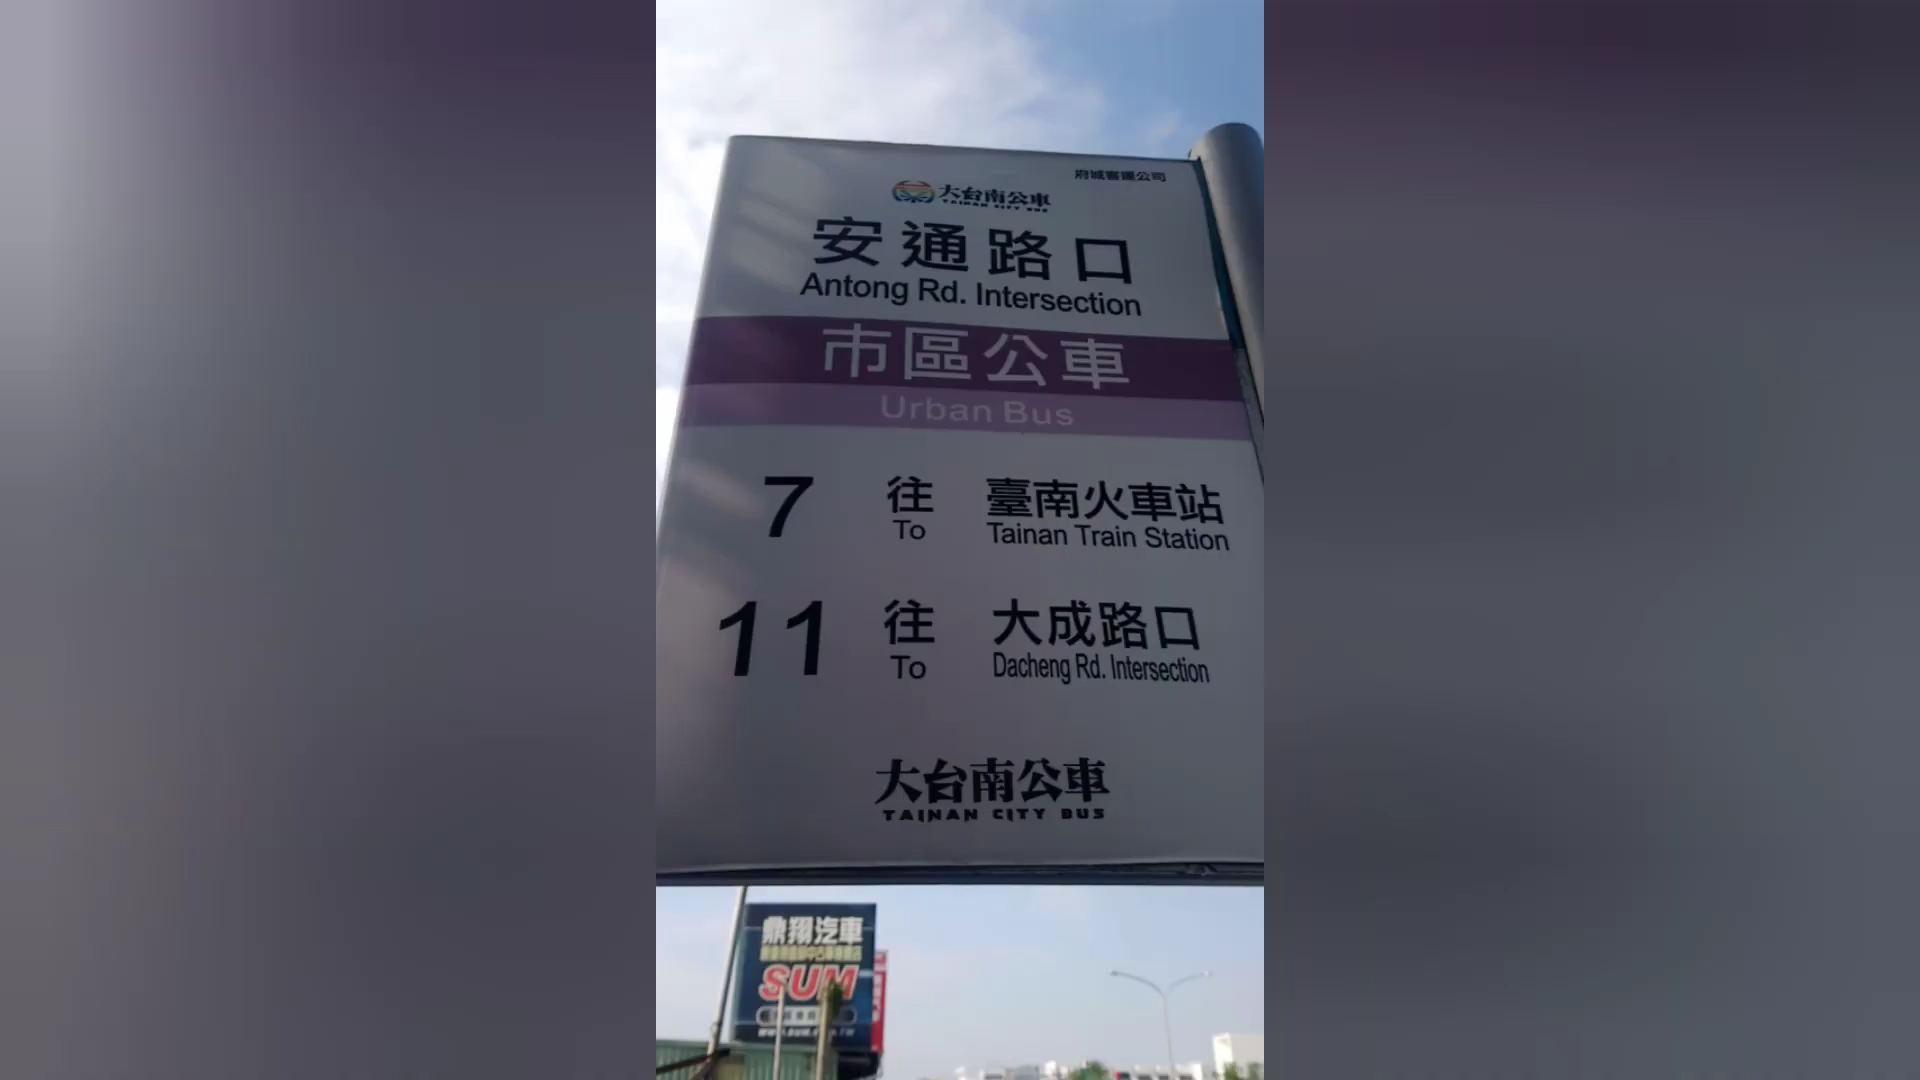 府城客運公司
大台南公車
TAINAN CITY BUS
安通路口
Antong Rd. Intersection
市區公車
Urban Bus
7 往 臺南火車站
To Tainan Train Station
11 往 大成路口
To Dacheng Rd. Intersection
大台南公車
TAINAN CITY BUS
鼎翔汽車
SUM